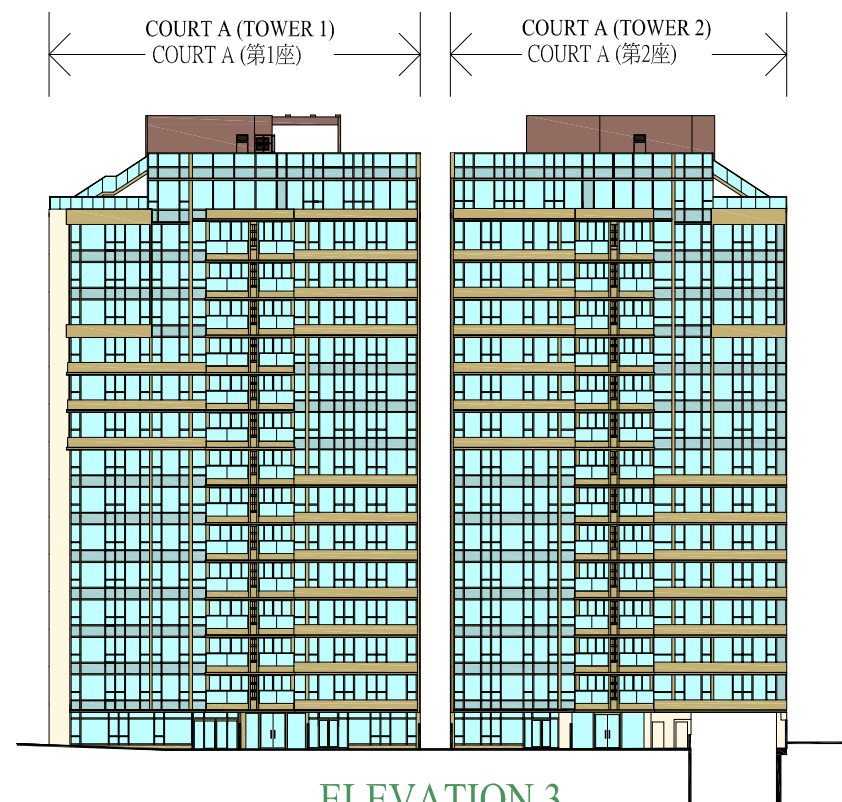 COURT A (TOWER 1)
COURT A (第1座)
COURT A (TOWER 2)
COURT A (第2座)
ELEVATION 3